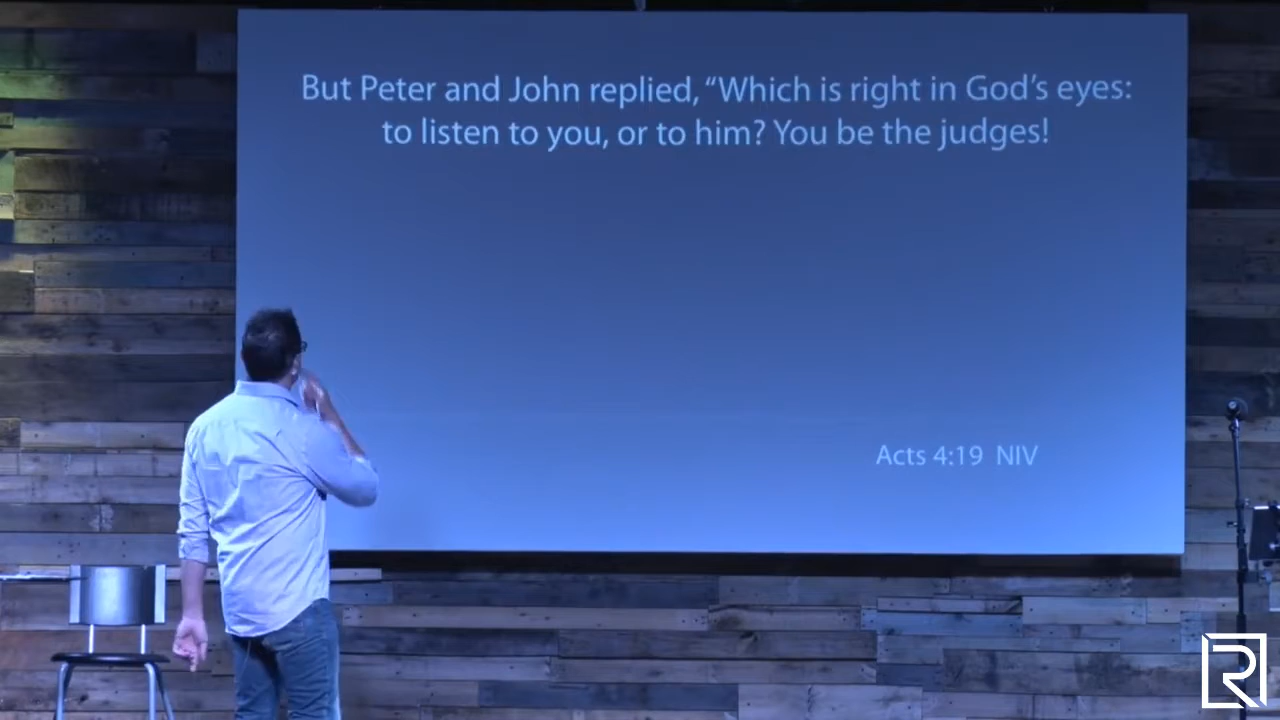 But Peter and John replied, “Which is right in God’s eyes:
to listen to you, or to him? You be the judges!
Acts 4:19 NIV
R